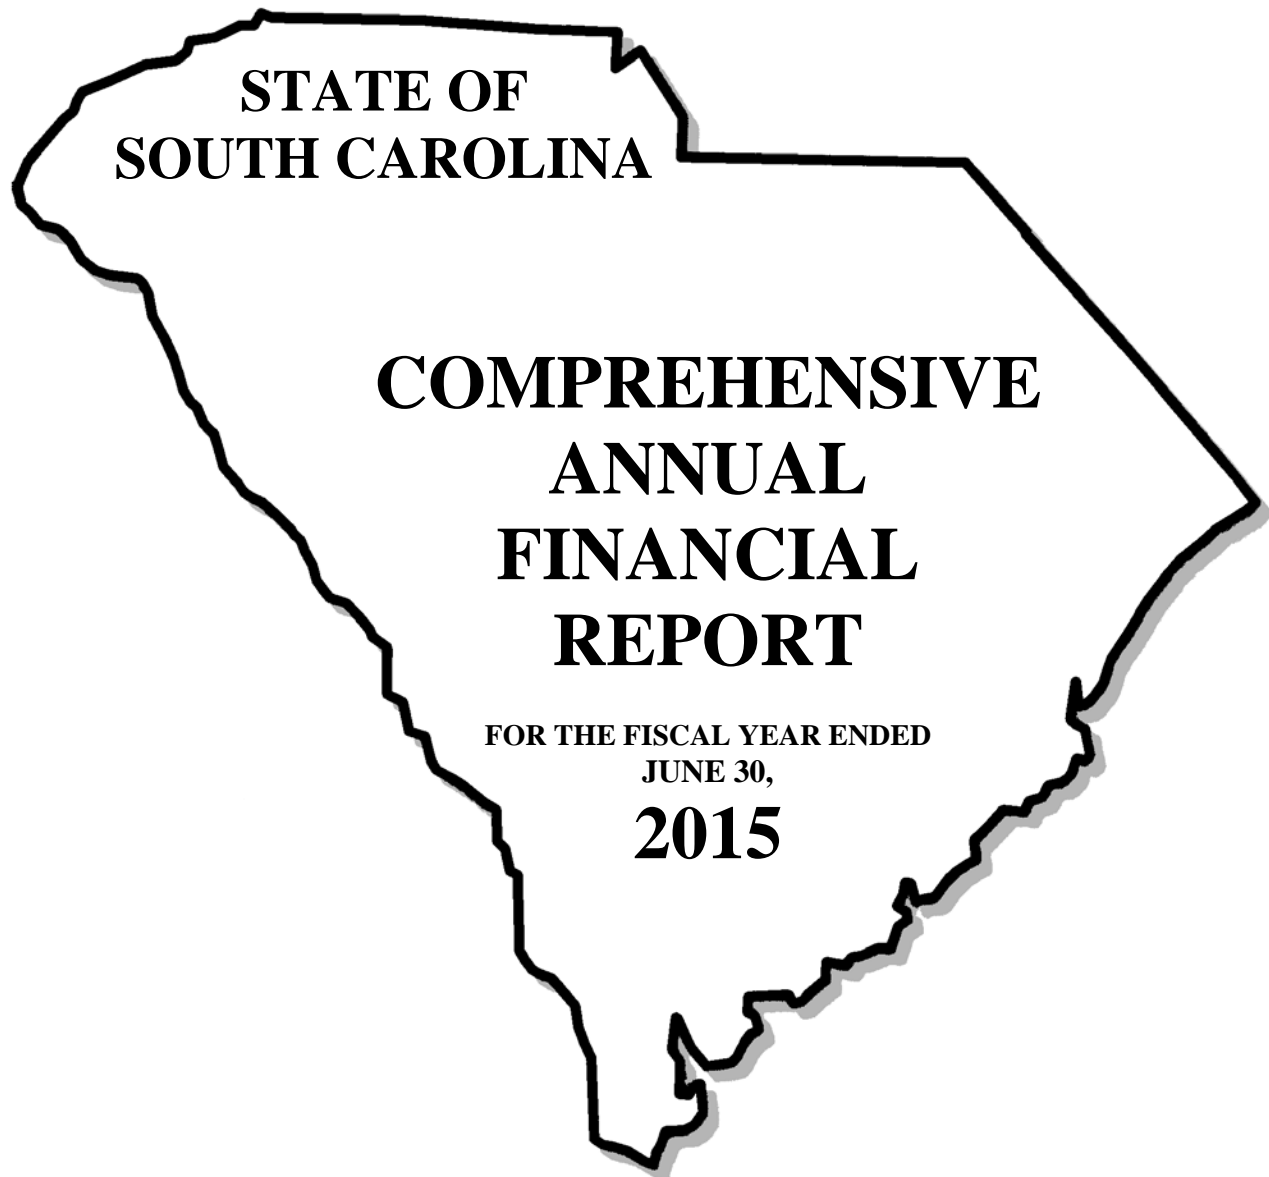 STATE OF
SOUTH CAROLINA
COMPREHENSIVE
ANNUAL
FINANCIAL
REPORT
FOR THE FISCAL YEAR ENDED
JUNE 30,
2015